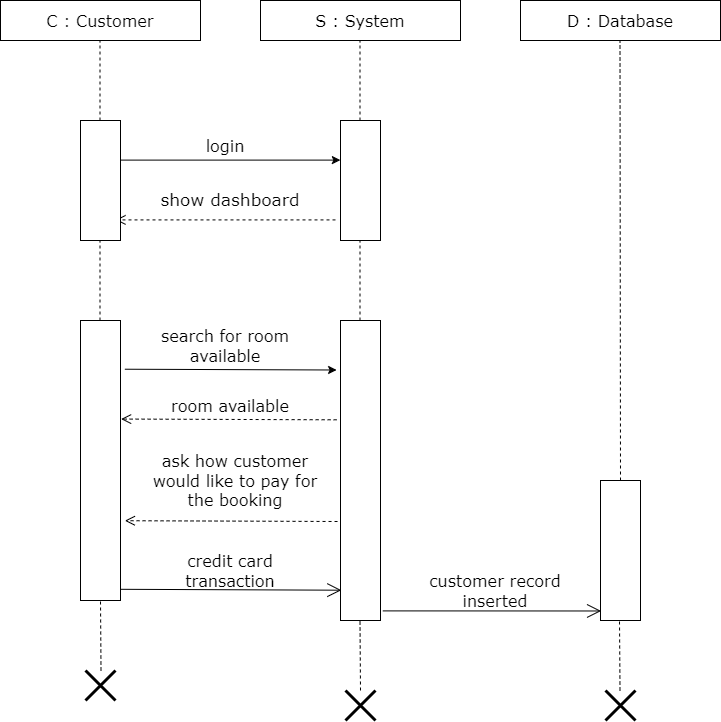 C : Customer
S : System
D : Database
login
show dashboard
search for room
available
room available
ask how customer
would like to pay for
the booking
credit card
transaction
customer record
inserted